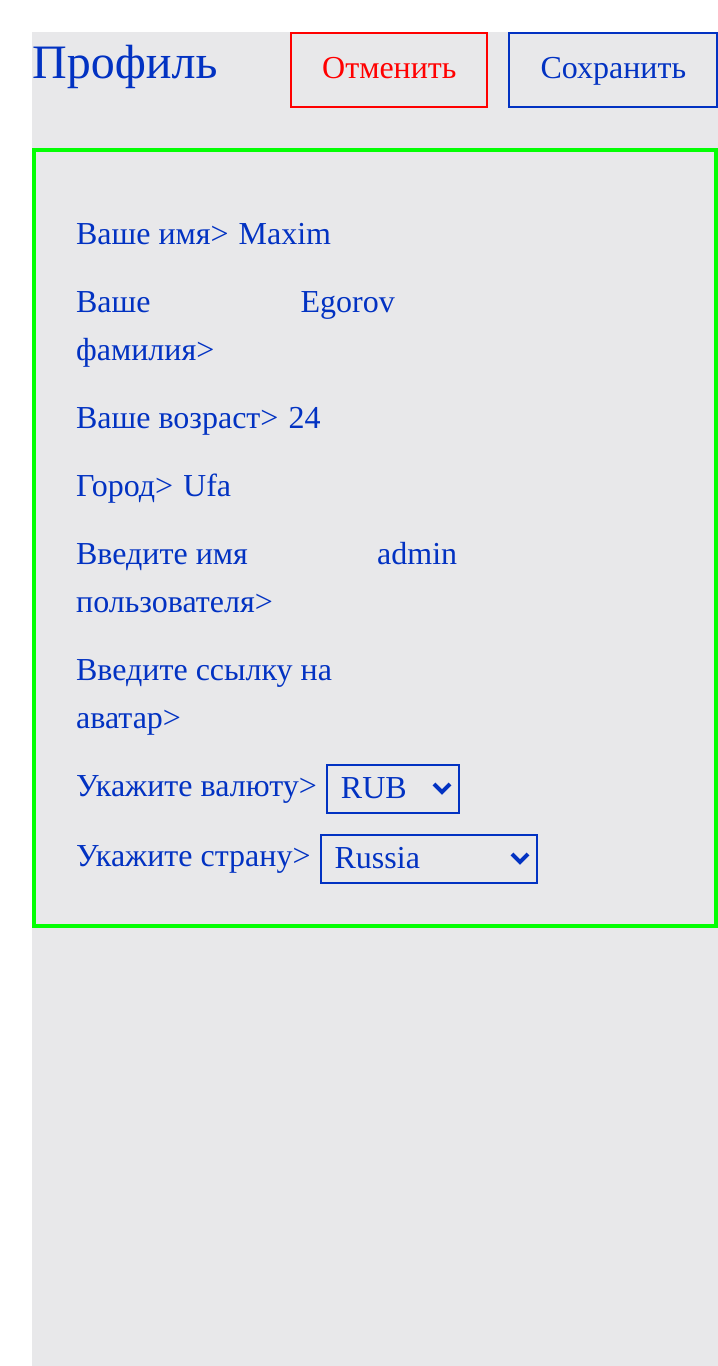 Профиль Отменить Сохранить
Ваше имя> Maxim
Ваше Egorov
фамилия>
Ваше возраст> 24
Город> Ufa
Введите имя admin
пользователя>
Введите ссылку на
аватар>
Укажите валюту> RUB
Укажите страну> Russia